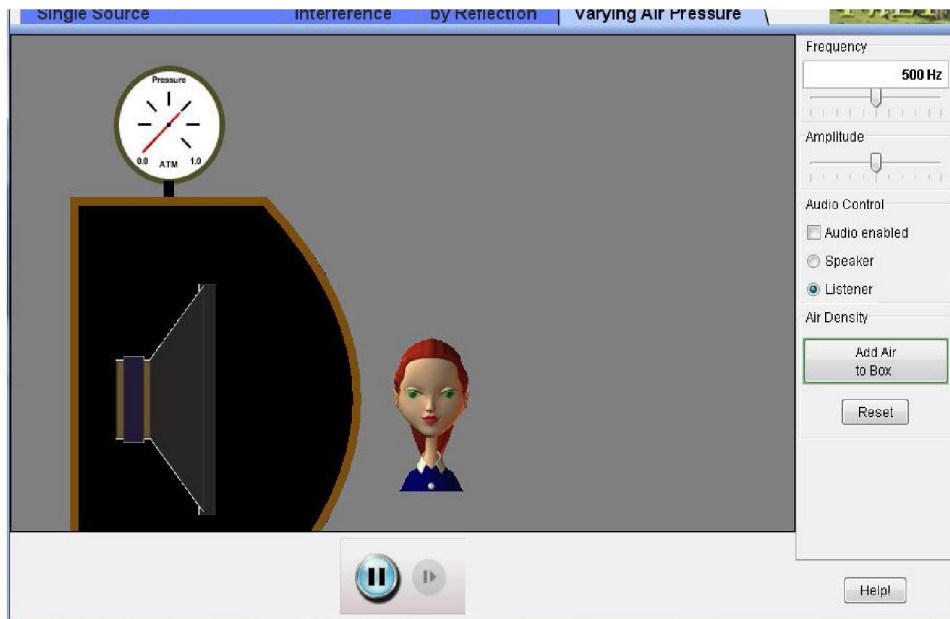 Single Source
Interference by Reflection
Varying Air Pressure
Pressure
0.0 ATM 1.0
Frequency
500 Hz
Amplitude
Audio Control
Audio enabled
Speaker
Listener
Air Density
Add Air
to Box
Reset
Help!